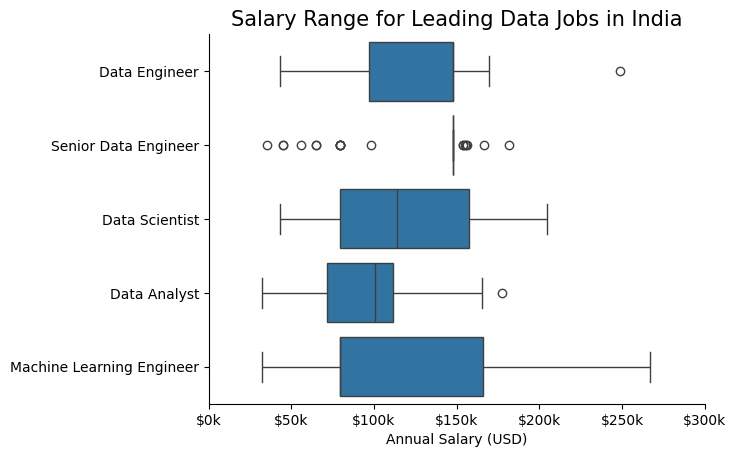 Salary Range for Leading Data Jobs in India
Data Engineer
Senior Data Engineer
Data Scientist
Data Analyst
Machine Learning Engineer
$0k $50k $100k $150k $200k $250k $300k
Annual Salary (USD)